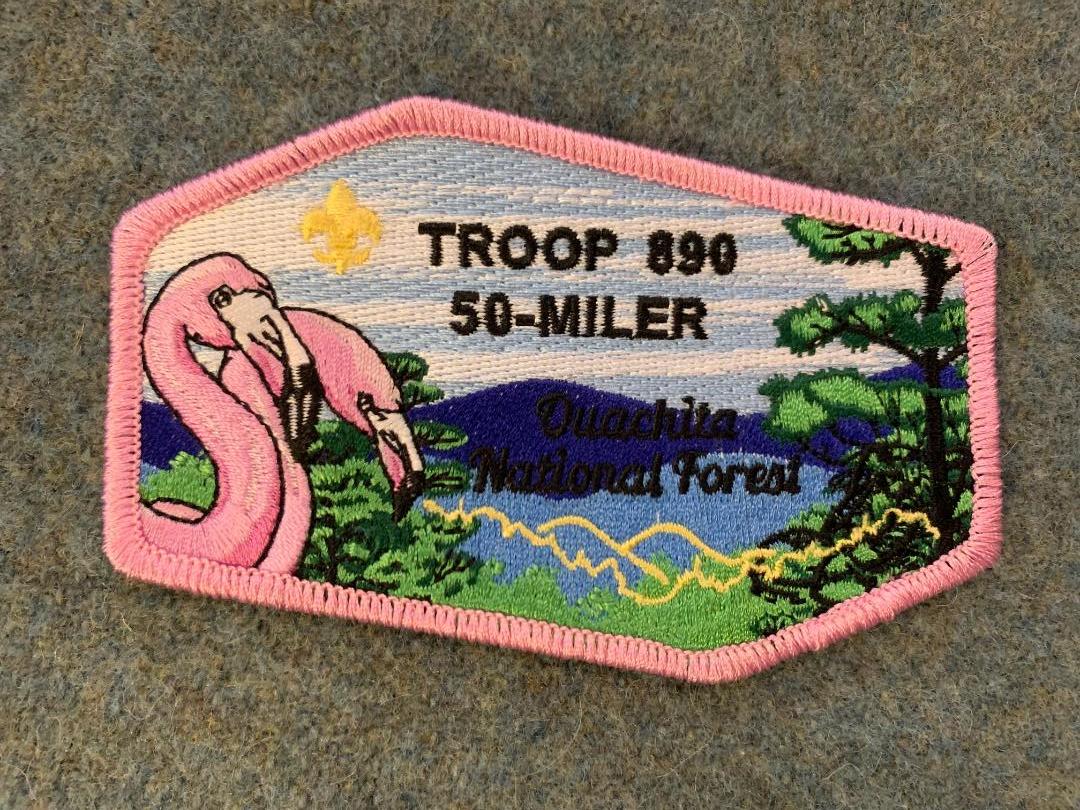 TROOP 890
50-MILER
Ouachita
National Forest